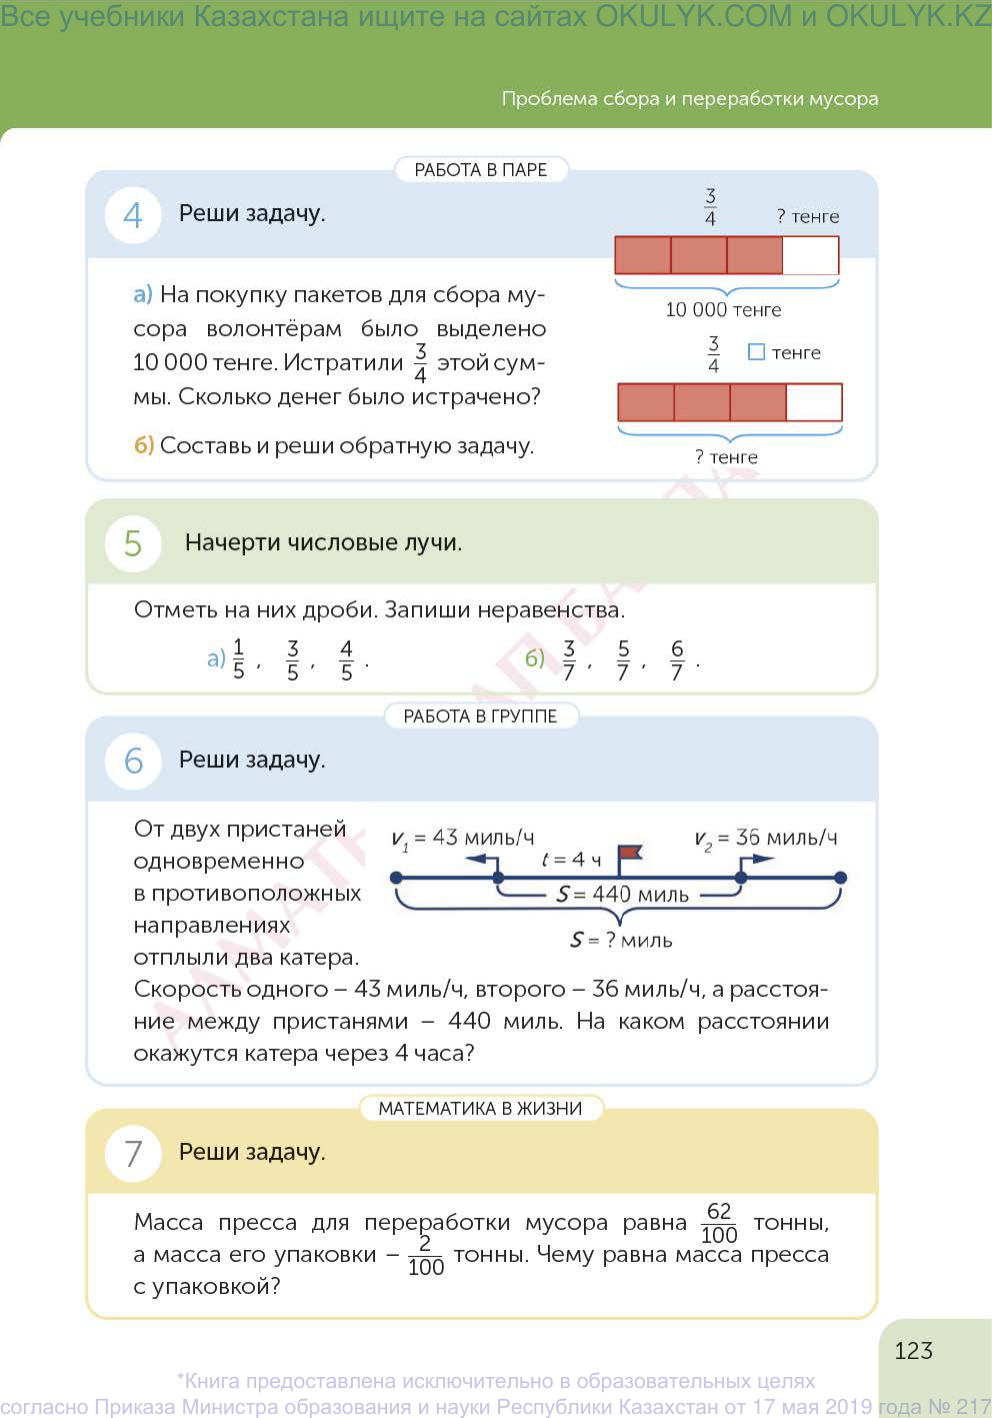 Все учебники Казахстана ищите на сайтах OKULYK.COM и OKULYK.KZ
Проблема сбора и переработки мусора
РАБОТА В ПАРЕ
4 Реши задачу.
3/4 ? тенге
10 000 тенге
3/4 □ тенге
? тенге
а) На покупку пакетов для сбора му-
сора волонтёрам было выделено
10 000 тенге. Истратили 3/4 этой сум-
мы. Сколько денег было истрачено?
б) Составь и реши обратную задачу.
5 Начерти числовые лучи.
Отметь на них дроби. Запиши неравенства.
а) 1/5 , 3/5 , 4/5 . б) 3/7 , 5/7 , 6/7 .
РАБОТА В ГРУППЕ
6 Реши задачу.
От двух пристаней
одновременно
в противоположных
направлениях
отплыли два катера.
v₁ = 43 миль/ч v₂ = 36 миль/ч
t = 4 ч
S = 440 миль
S = ? миль
Скорость одного – 43 миль/ч, второго – 36 миль/ч, а расстоя-
ние между пристанями – 440 миль. На каком расстоянии
окажутся катера через 4 часа?
МАТЕМАТИКА В ЖИЗНИ
7 Реши задачу.
Масса пресса для переработки мусора равна 62/100 тонны,
а масса его упаковки – 2/100 тонны. Чему равна масса пресса
с упаковкой?
123
*Книга предоставлена исключительно в образовательных целях
согласно Приказа Министра образования и науки Республики Казахстан от 17 мая 2019 года № 217